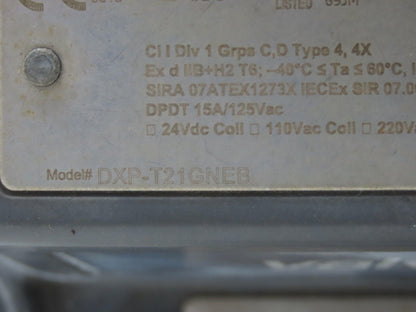 LISTED 693M
Cl I Div 1 Grps C,D Type 4, 4X
Ex d IIB+H2 T6; -40°C ≤ Ta ≤ 60°C, I
SIRA 07ATEX1273X IECEx SIR 07.00
DPDT 15A/125Vac
☐ 24Vdc Coil ☐ 110Vac Coil ☐ 220V
Model# DXP-T21GNEB